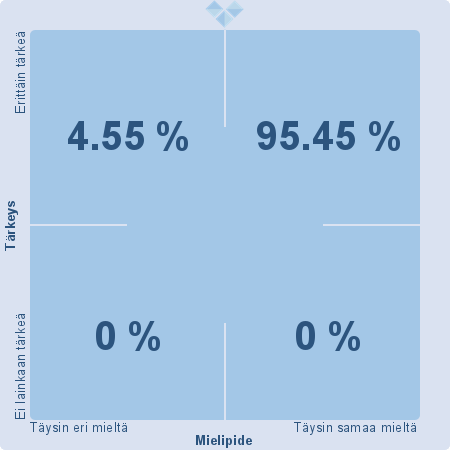 Erittäin tärkeä
4.55 %
95.45 %
Tärkeys
Ei lainkaan tärkeä
0 %
0 %
Täysin eri mieltä
Täysin samaa mieltä
Mielipide